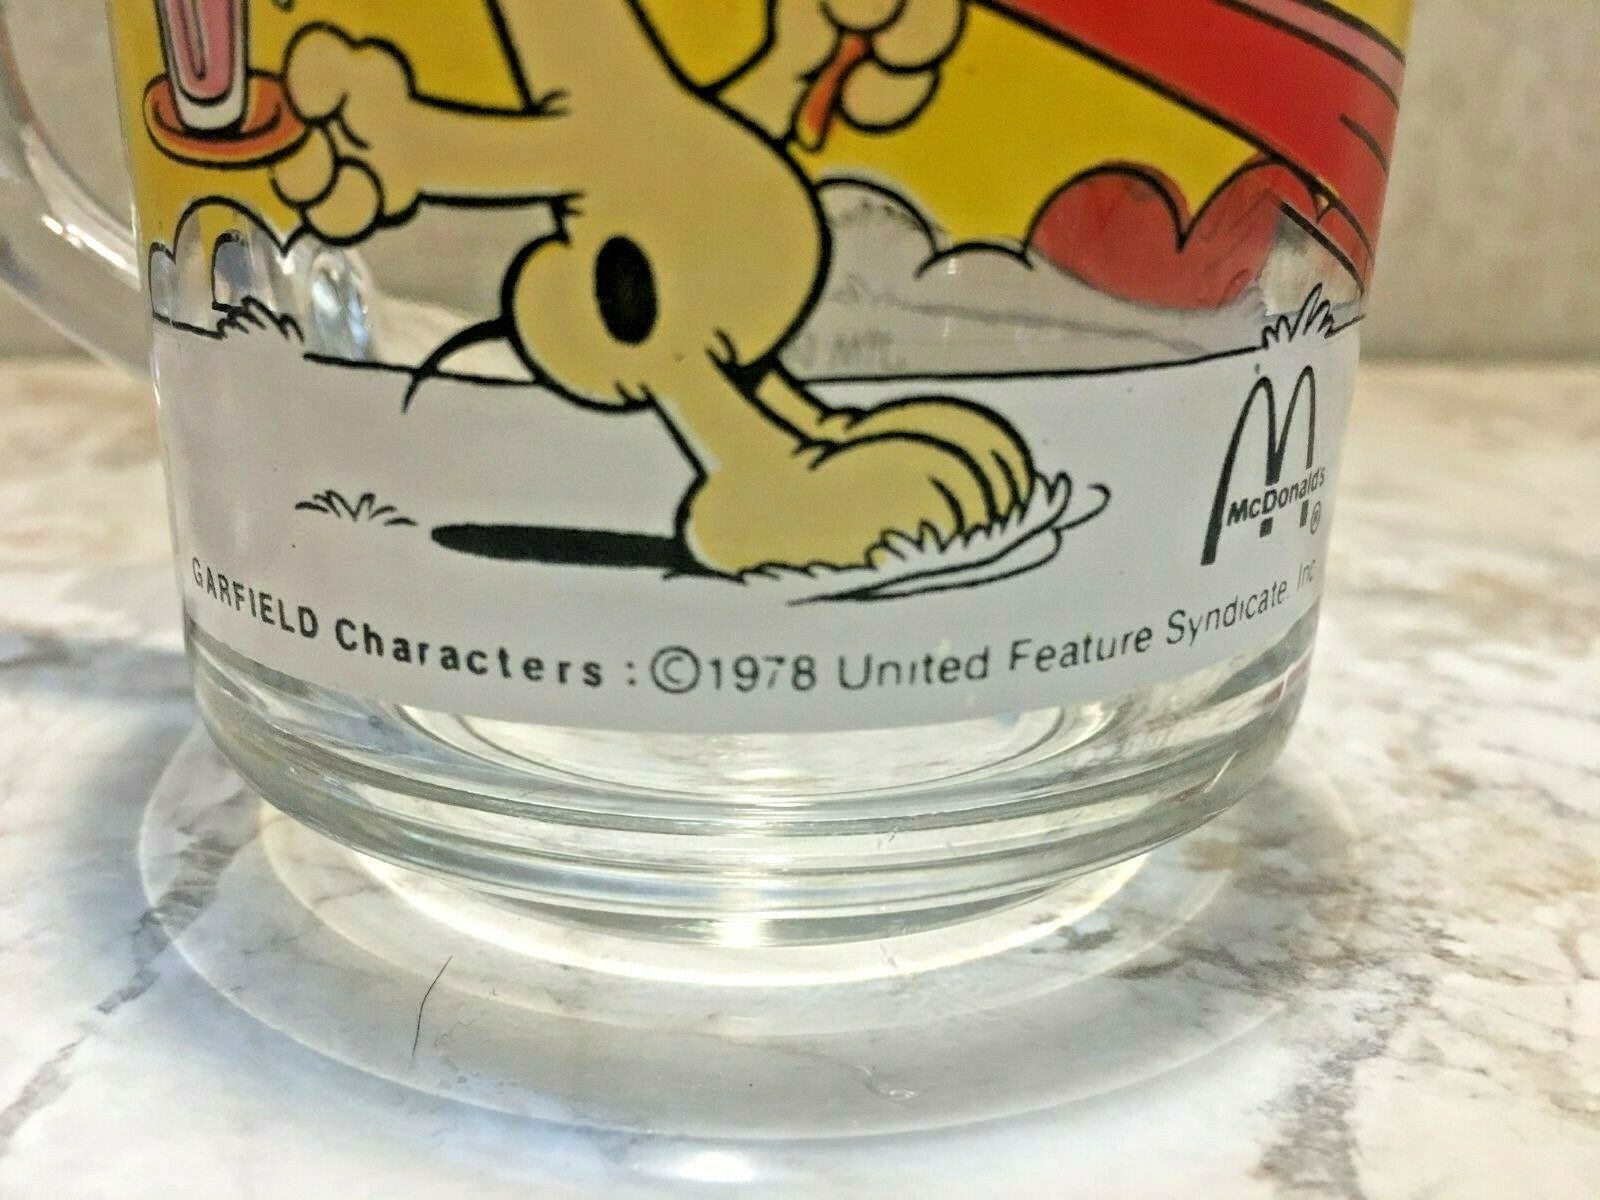 McDonald's
®
GARFIELD Characters : ©1978 United Feature Syndicate. Inc